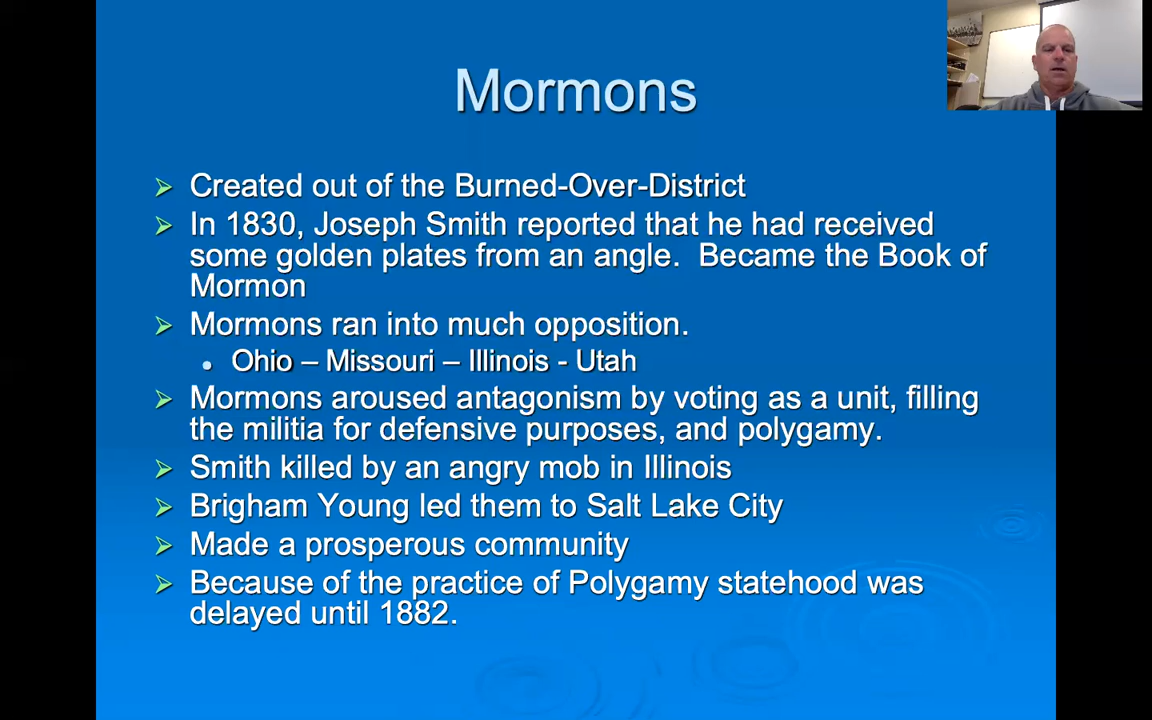 Mormons
Created out of the Burned-Over-District
In 1830, Joseph Smith reported that he had received
some golden plates from an angle.  Became the Book of
Mormon
Mormons ran into much opposition.
Ohio – Missouri – Illinois - Utah
Mormons aroused antagonism by voting as a unit, filling
the militia for defensive purposes, and polygamy.
Smith killed by an angry mob in Illinois
Brigham Young led them to Salt Lake City
Made a prosperous community
Because of the practice of Polygamy statehood was
delayed until 1882.